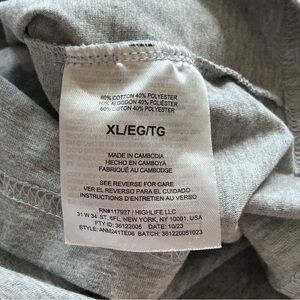 60% COTTON 40% POLYESTER
60% ALGODÓN 40% POLIÉSTER
60% COTON 40% POLYESTER
XL/EG/TG
MADE IN CAMBODIA
HECHO EN CAMBOYA
FABRIQUÉ AU CAMBODGE
SEE REVERSE FOR CARE
VER EL REVERSO PARA EL CUIDADO
INSTRUCTIONS D'ENTRETIEN AU VERSO
RN#117927 / HIGHLIFE LLC
31 W 34 ST. 6FL, NEW YORK, NY 10001. USA
FTY ID: 36122005 DATE: 10/23
STYLE: ANM241TE06 BATCH: 361220051023